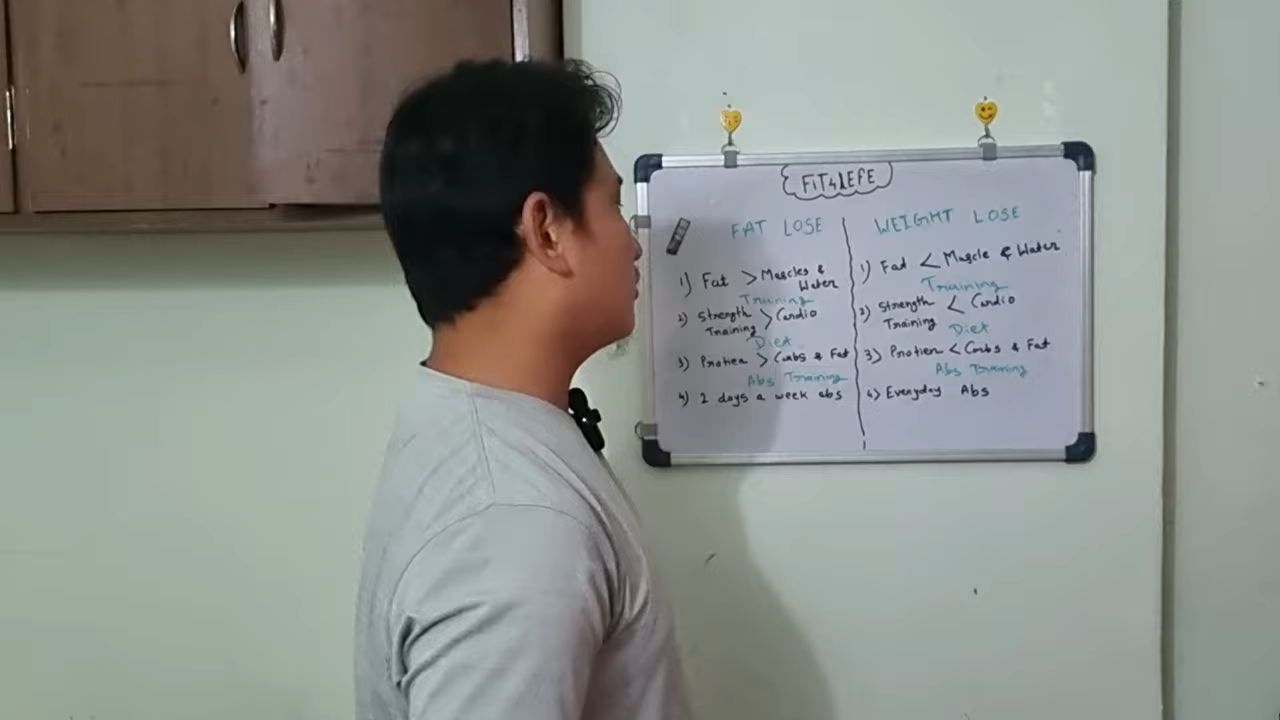 FIT4LEFE
FAT LOSE
1) Fat > Muscles &
Water
Training
2) Strength > Cardio
Training
Diet
3) Protien > Carbs & Fat
Abs Training
4) 2 days a week abs
WEIGHT LOSE
1) Fat < Muscle & Water
Training
2) Strength < Cardio
Training
Diet
3) Protien < Carbs & Fat
Abs Training
4) Everyday Abs